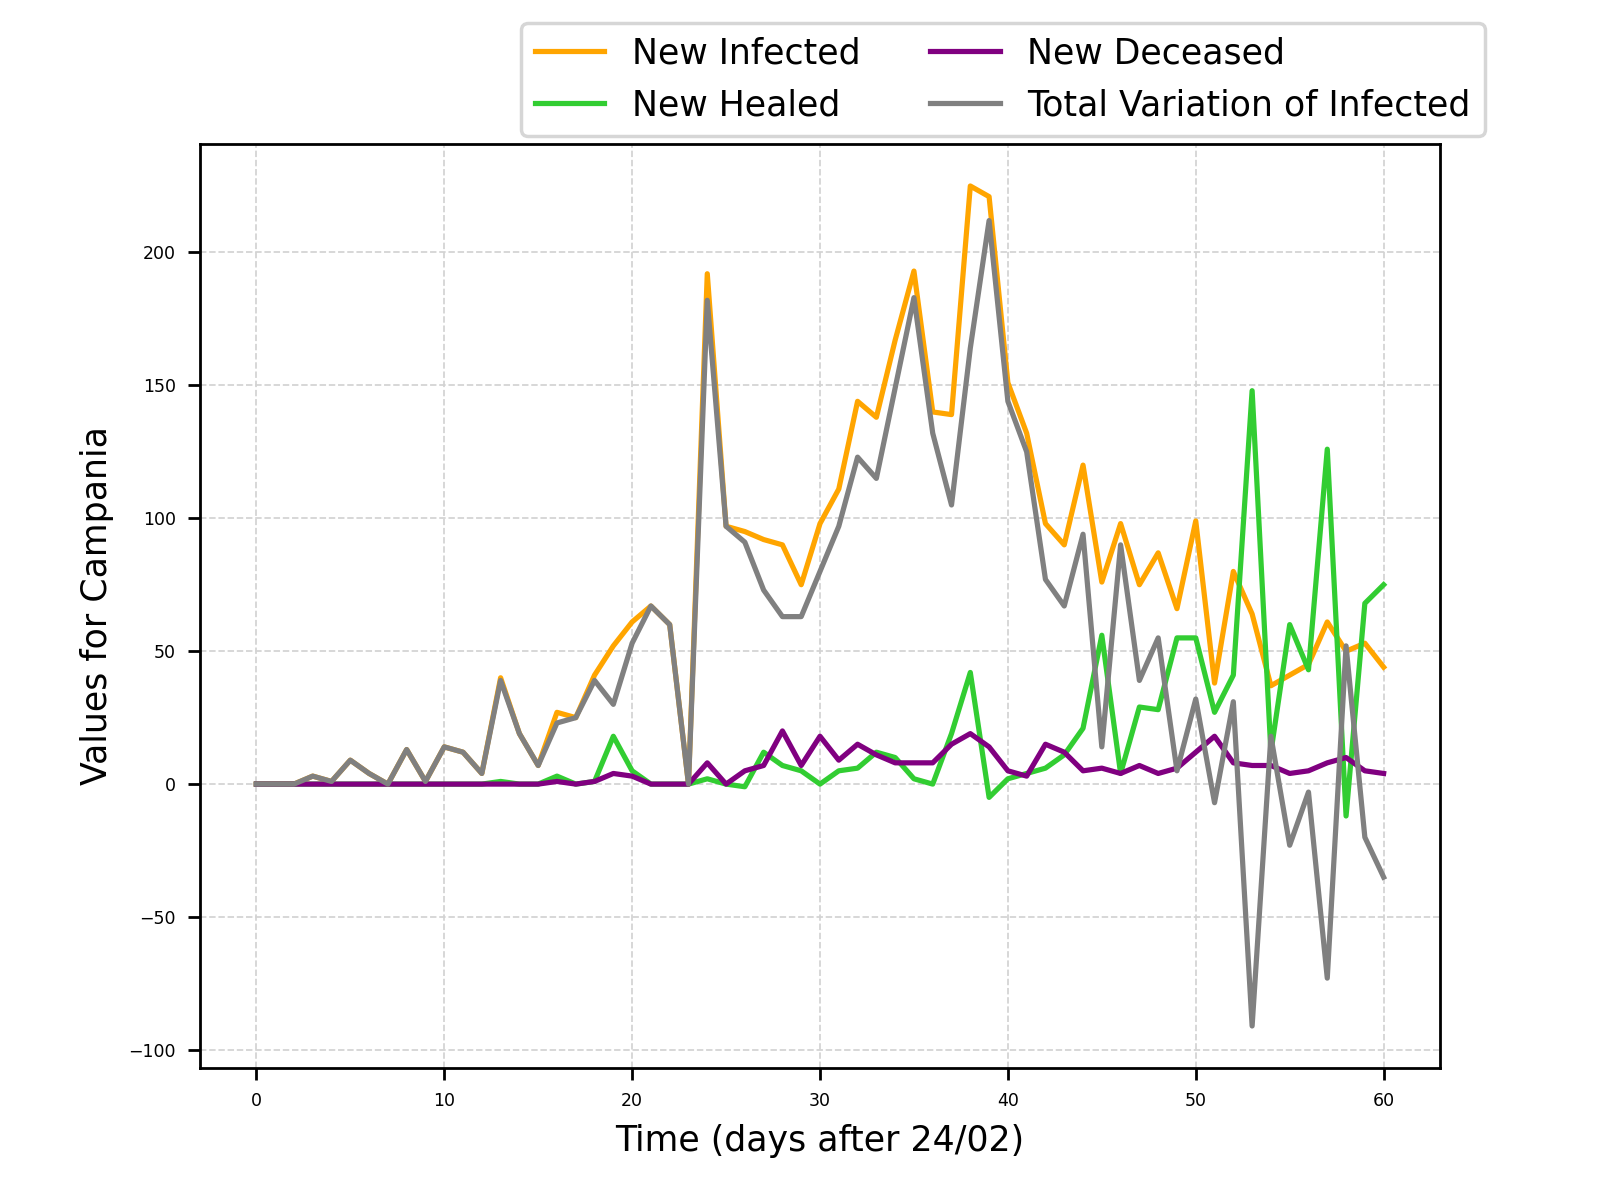 New Infected
New Healed
New Deceased
Total Variation of Infected
Values for Campania
200
150
100
50
0
−50
−100
0 10 20 30 40 50 60
Time (days after 24/02)